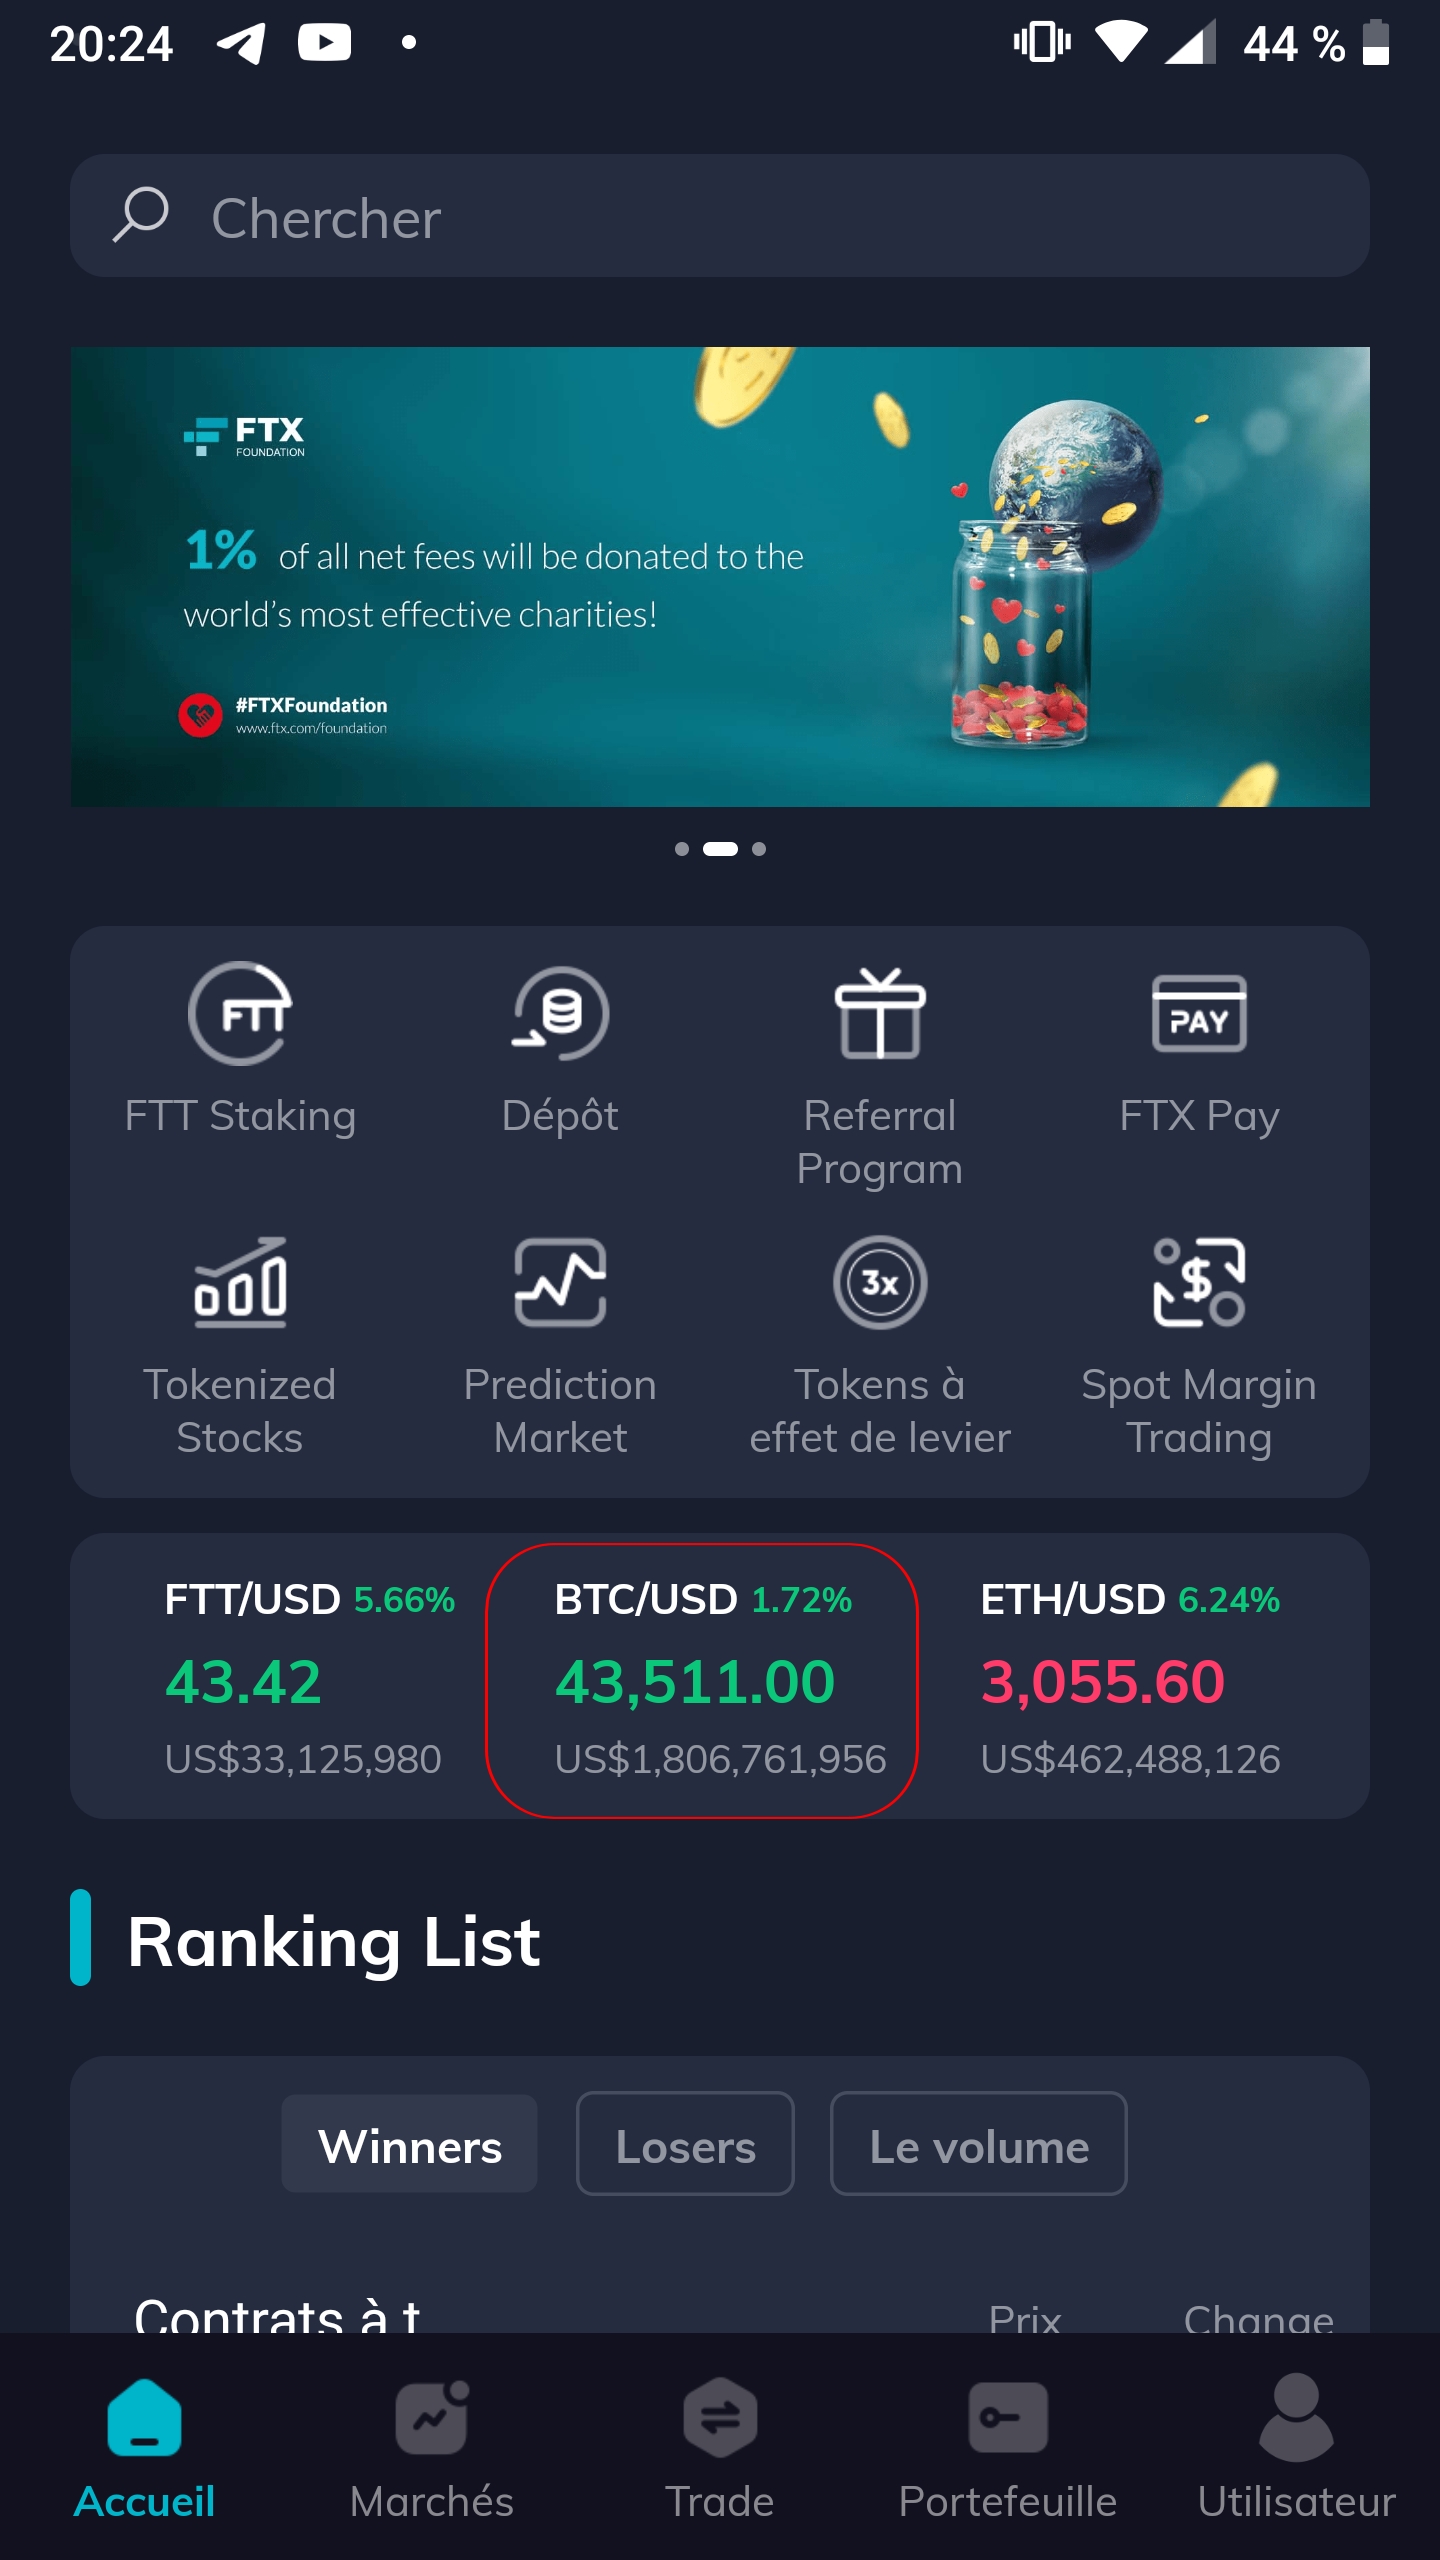 20:24
44 %
Chercher
FTX
FOUNDATION
1% of all net fees will be donated to the
world's most effective charities!
#FTXFoundation
www.ftx.com/foundation
FTT
PAY
FTT Staking
Dépôt
Referral
Program
FTX Pay
3x
$
Tokenized
Stocks
Prediction
Market
Tokens à
effet de levier
Spot Margin
Trading
FTT/USD 5.66%
43.42
US$33,125,980
BTC/USD 1.72%
43,511.00
US$1,806,761,956
ETH/USD 6.24%
3,055.60
US$462,488,126
Ranking List
Winners
Losers
Le volume
Contrats à t
Prix
Change
Accueil
Marchés
Trade
Portefeuille
Utilisateur